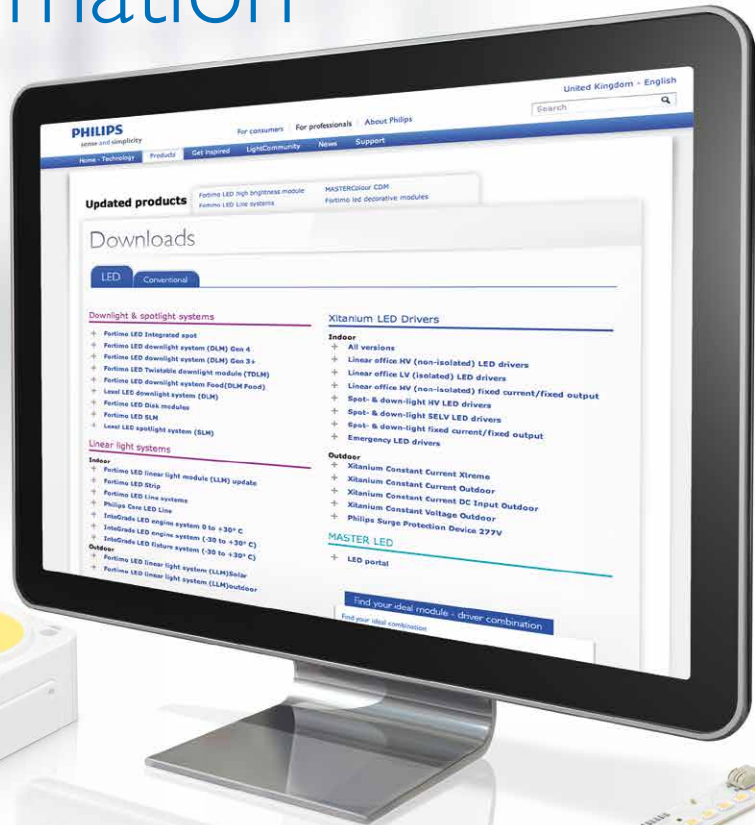 mation
United Kingdom - English
PHILIPS
sense and simplicity
For consumers For professionals About Philips
Search
Home - Technology Products Get Inspired LightCommunity News Support
Updated products
Fortimo LED high brightness module
MASTERColour CDM
Fortimo LED Line systems
Fortimo led decorative modules
Downloads
LED
Conventional
Downlight & spotlight systems
+ Fortimo LED Integrated spot
+ Fortimo LED downlight system (DLM) Gen 4
+ Fortimo LED downlight system (DLM) Gen 3+
+ Fortimo LED Twistable downlight module (TDLM)
+ Fortimo LED downlight system Food(DLM Food)
+ Lexel LED downlight system (DLM)
+ Fortimo LED Disk modules
+ Fortimo LED SLM
+ Lexel LED spotlight system (SLM)
Linear light systems
Indoor
+ Fortimo LED linear light module (LLM) update
+ Fortimo LED Strip
+ Fortimo LED Line systems
+ Philips Core LED Line
+ InteGrade LED engine system 0 to +30° C
+ InteGrade LED engine system (-30 to +30° C)
+ InteGrade LED fixture system (-30 to +30° C)
Outdoor
+ Fortimo LED linear light system (LLM)Solar
+ Fortimo LED linear light system (LLM)outdoor
Xitanium LED Drivers
Indoor
+ All versions
+ Linear office HV (non-isolated) LED drivers
+ Linear office LV (isolated) LED drivers
+ Linear office HV (non-isolated) fixed current/fixed output
+ Spot- & down-light HV LED drivers
+ Spot- & down-light SELV LED drivers
+ Spot- & down-light fixed current/fixed output
+ Emergency LED drivers
Outdoor
+ Xitanium Constant Current Xtreme
+ Xitanium Constant Current Outdoor
+ Xitanium Constant Current DC Input Outdoor
+ Xitanium Constant Voltage Outdoor
+ Philips Surge Protection Device 277V
MASTER LED
+ LED portal
Find your ideal module - driver combination
Find your ideal combination